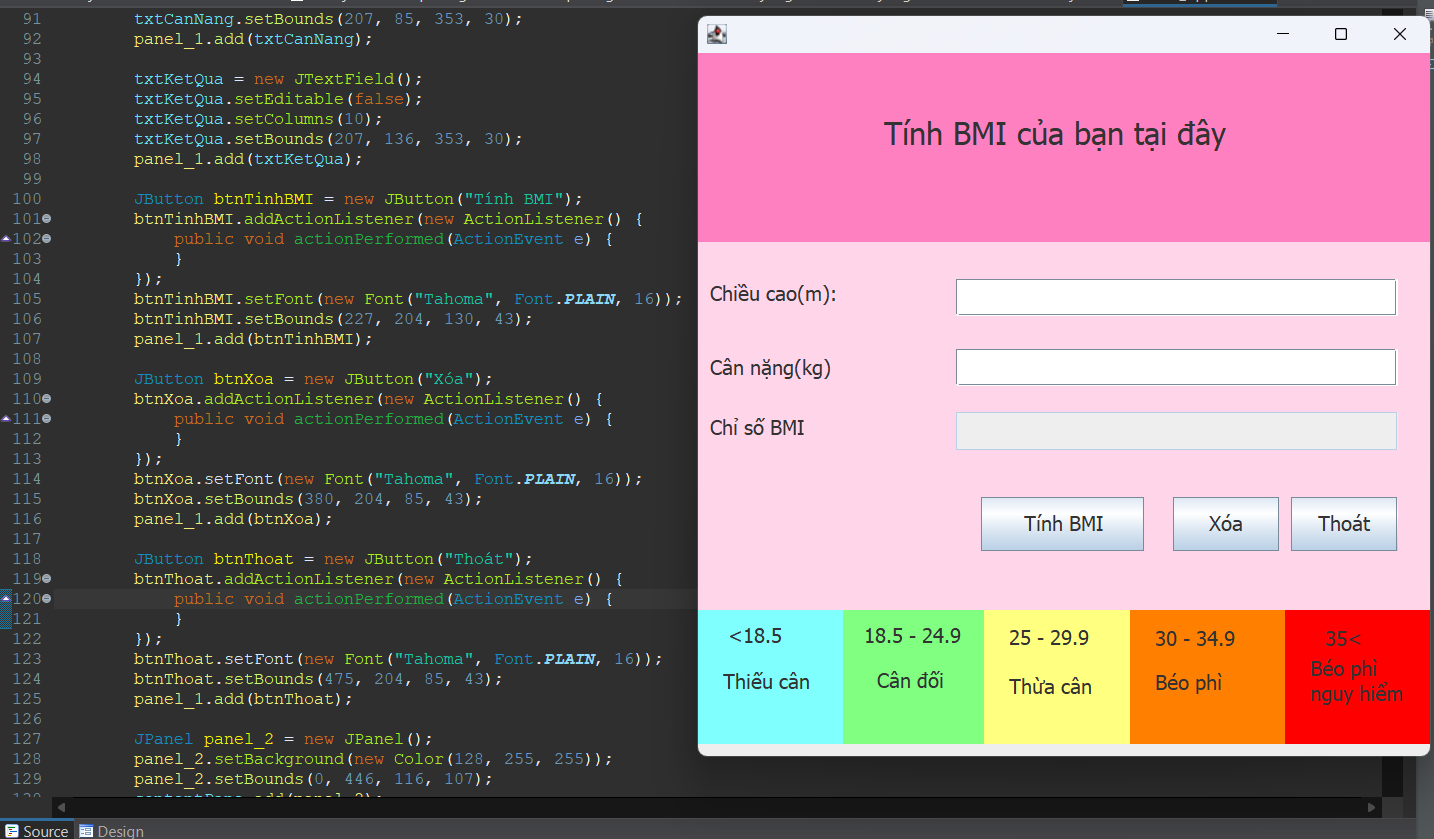 91 txtCanNang.setBounds(207, 85, 353, 30);
92 panel_1.add(txtCanNang);
93
94 txtKetQua = new JTextField();
95 txtKetQua.setEditable(false);
96 txtKetQua.setColumns(10);
97 txtKetQua.setBounds(207, 136, 353, 30);
98 panel_1.add(txtKetQua);
99
100 JButton btnTinhBMI = new JButton("Tính BMI");
101 btnTinhBMI.addActionListener(new ActionListener() {
102 public void actionPerformed(ActionEvent e) {
103 }
104 });
105 btnTinhBMI.setFont(new Font("Tahoma", Font.PLAIN, 16));
106 btnTinhBMI.setBounds(227, 204, 130, 43);
107 panel_1.add(btnTinhBMI);
108
109 JButton btnXoa = new JButton("Xóa");
110 btnXoa.addActionListener(new ActionListener() {
111 public void actionPerformed(ActionEvent e) {
112 }
113 });
114 btnXoa.setFont(new Font("Tahoma", Font.PLAIN, 16));
115 btnXoa.setBounds(380, 204, 85, 43);
116 panel_1.add(btnXoa);
117
118 JButton btnThoat = new JButton("Thoát");
119 btnThoat.addActionListener(new ActionListener() {
120 public void actionPerformed(ActionEvent e) {
121 }
122 });
123 btnThoat.setFont(new Font("Tahoma", Font.PLAIN, 16));
124 btnThoat.setBounds(475, 204, 85, 43);
125 panel_1.add(btnThoat);
126
127 JPanel panel_2 = new JPanel();
128 panel_2.setBackground(new Color(128, 255, 255));
129 panel_2.setBounds(0, 446, 116, 107);
Source Design
Tính BMI của bạn tại đây
Chiều cao(m):
Cân nặng(kg)
Chỉ số BMI
Tính BMI Xóa Thoát
<18.5
Thiếu cân
18.5 - 24.9
Cân đối
25 - 29.9
Thừa cân
30 - 34.9
Béo phì
35<
Béo phì
nguy hiểm